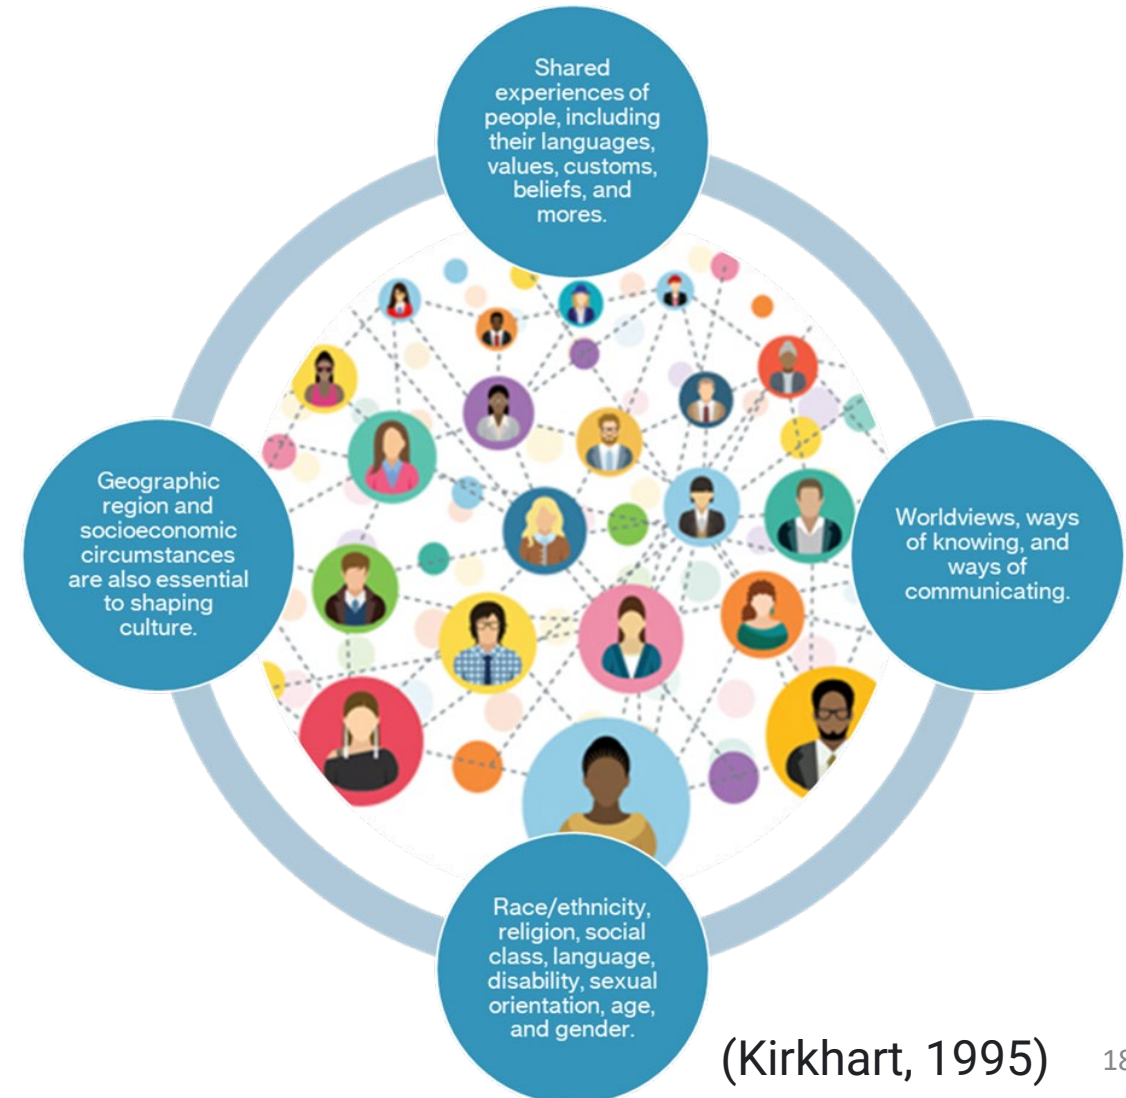 Shared
experiences of
people, including
their languages,
values, customs,
beliefs, and
mores.
Geographic
region and
socioeconomic
circumstances
are also essential
to shaping
culture.
Worldviews, ways
of knowing, and
ways of
communicating.
Race/ethnicity,
religion, social
class, language,
disability, sexual
orientation, age,
and gender.
(Kirkhart, 1995)
18